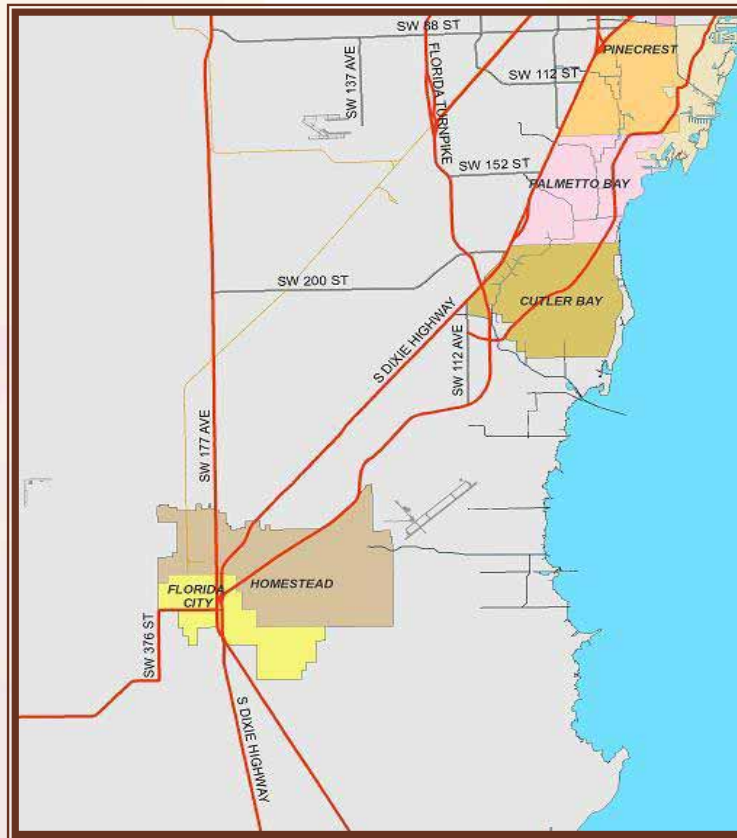 SW 88 ST
PINECREST
SW 137 AVE
FLORIDA TURNPIKE
SW 112 ST
SW 152 ST
PALMETTO BAY
SW 200 ST
CUTLER BAY
S DIXIE HIGHWAY
SW 112 AVE
SW 177 AVE
FLORIDA
CITY
HOMESTEAD
SW 376 ST
S DIXIE HIGHWAY